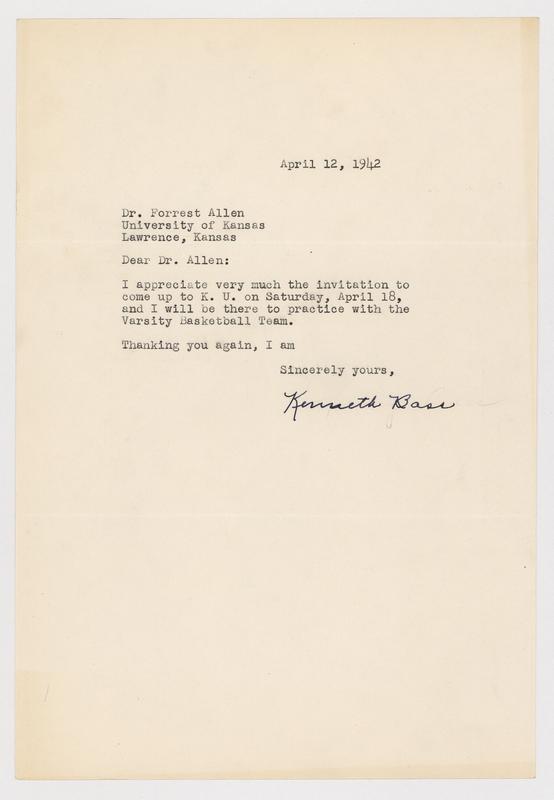 April 12, 1942
Dr. Forrest Allen
University of Kansas
Lawrence, Kansas
Dear Dr. Allen:
I appreciate very much the invitation to
come up to K. U. on Saturday, April 18,
and I will be there to practice with the
Varsity Basketball Team.
Thanking you again, I am
Sincerely yours,
Kenneth Bass